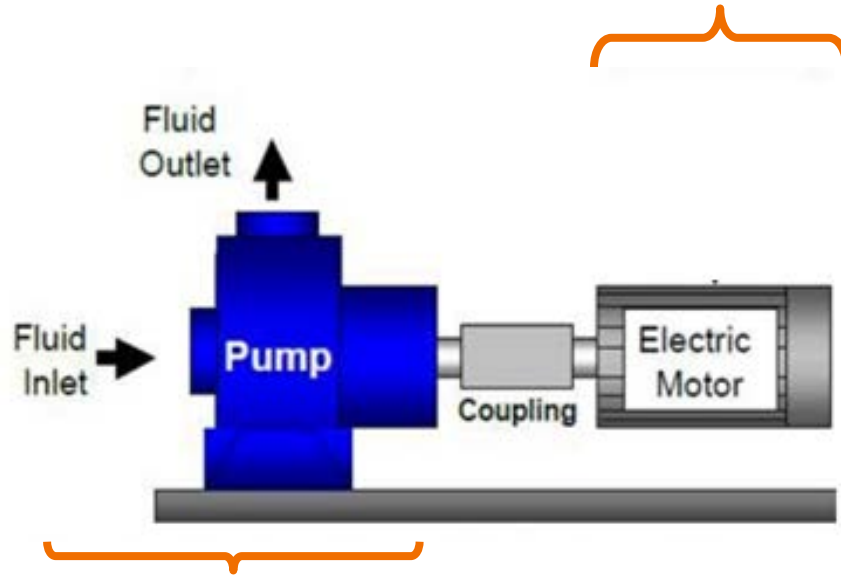 Fluid
Outlet
Fluid
Inlet
Pump
Coupling
Electric
Motor